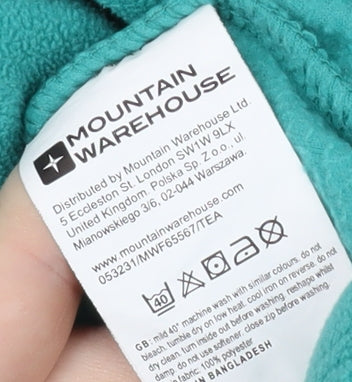 MOUNTAIN
WAREHOUSE
Distributed by Mountain Warehouse Ltd.
5 Eccleston St. London SW1W 9LX
United Kingdom. Polska Sp. Z o.o., ul.
Mianowskiego 3/6, 02-044 Warszawa.
www.mountainwarehouse.com
053231/MWF65567/TEA
40
GB: mild 40° machine wash with similar colours. do not
bleach. tumble dry on low heat. cool iron on reverse. do not
dry clean. turn inside out before washing. reshape whilst
damp. do not use softener. close zip before washing.
fabric: 100% polyester
BANGLADESH